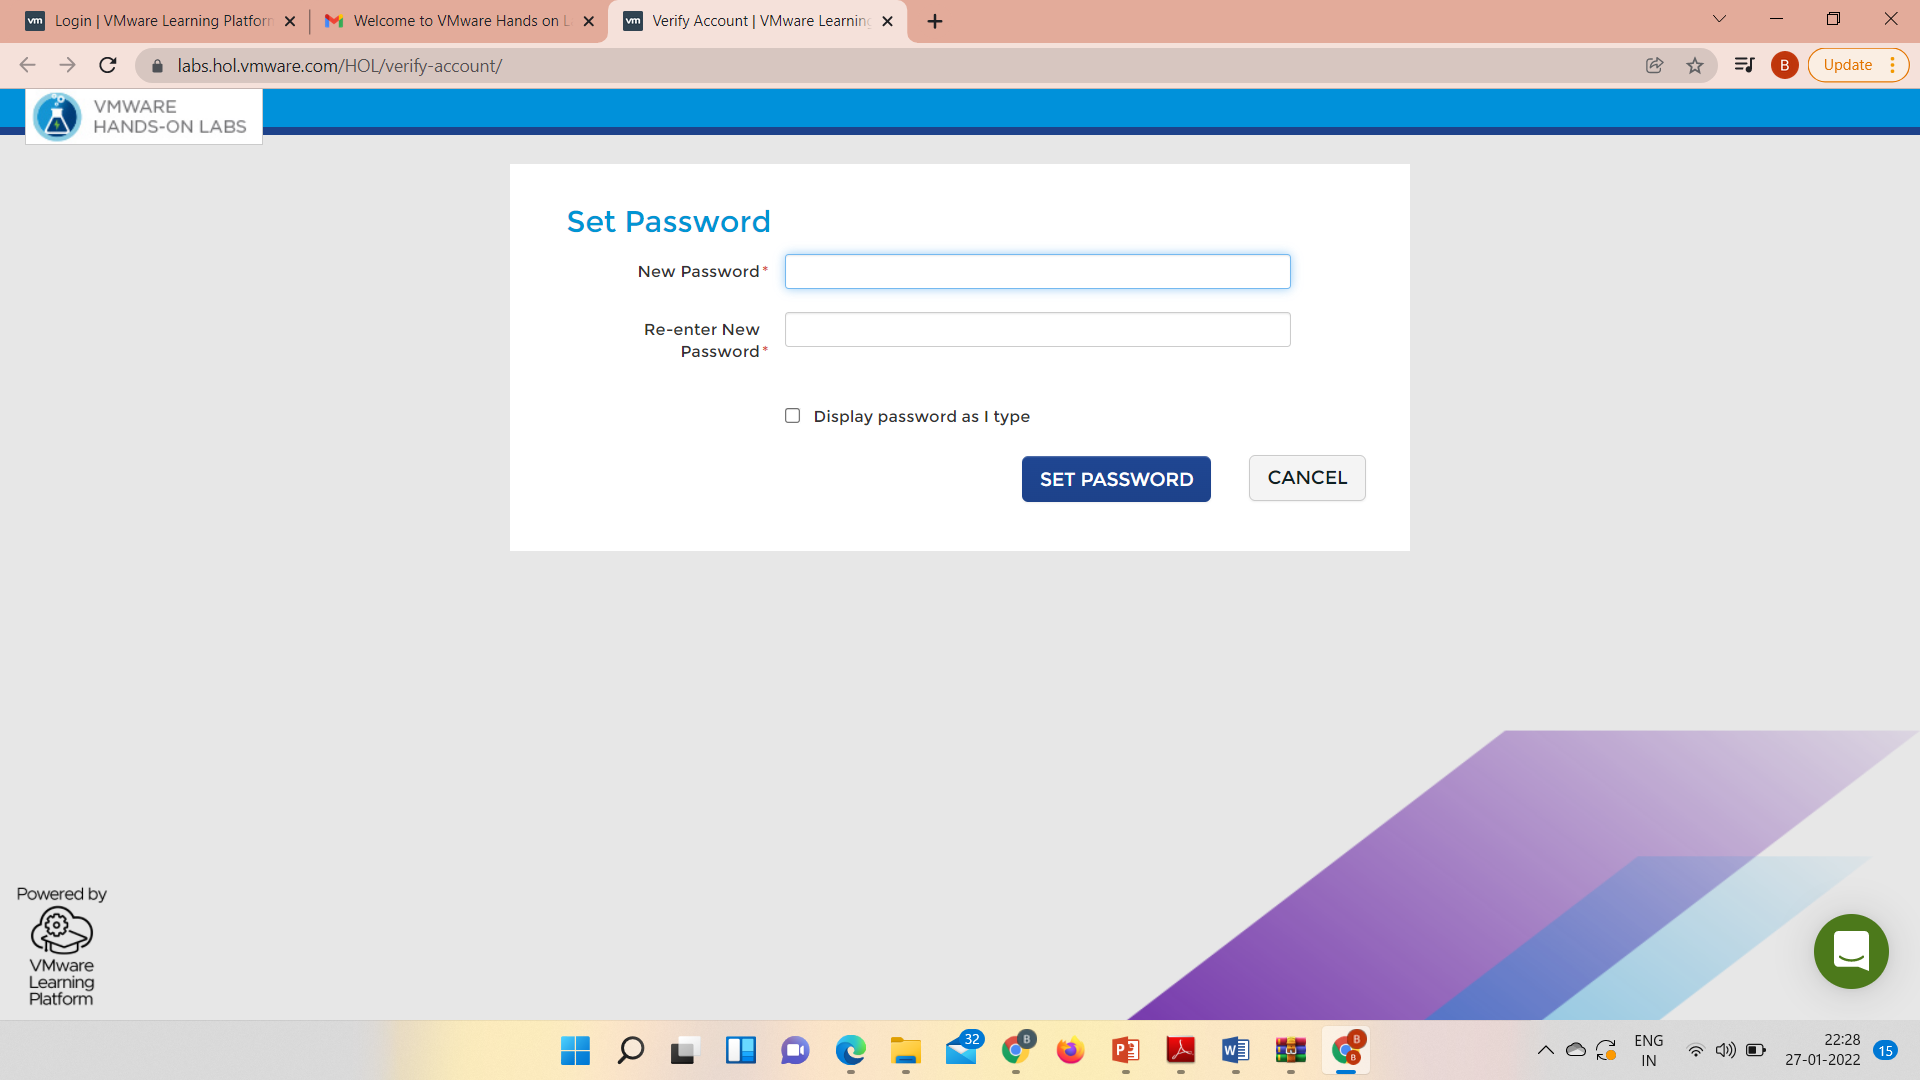 Login | VMware Learning Platform
Welcome to VMware Hands on L
Verify Account | VMware Learning
labs.hol.vmware.com/HOL/verify-account/
B
Update
VMWARE
HANDS-ON LABS
Set Password
New Password*
Re-enter New
Password*
Display password as I type
SET PASSWORD
CANCEL
Powered by
VMware
Learning
Platform
32
B
B
B
ENG
IN
22:28
27-01-2022
15